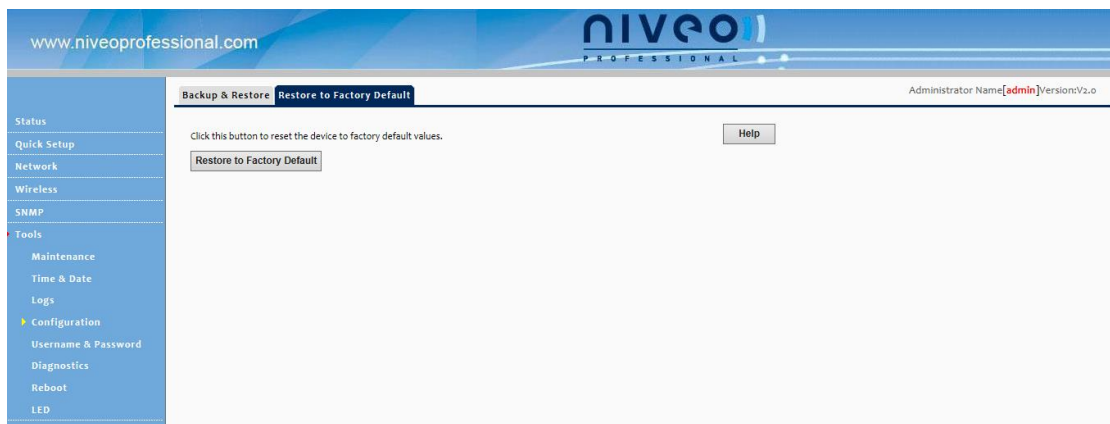 www.niveoprofessional.com
niveo
PROFESSIONAL
Backup & Restore
Restore to Factory Default
Administrator Name[admin]Version:V2.0
Status
Quick Setup
Network
Wireless
SNMP
Tools
Maintenance
Time & Date
Logs
Configuration
Username & Password
Diagnostics
Reboot
LED
Click this button to reset the device to factory default values.
Help
Restore to Factory Default